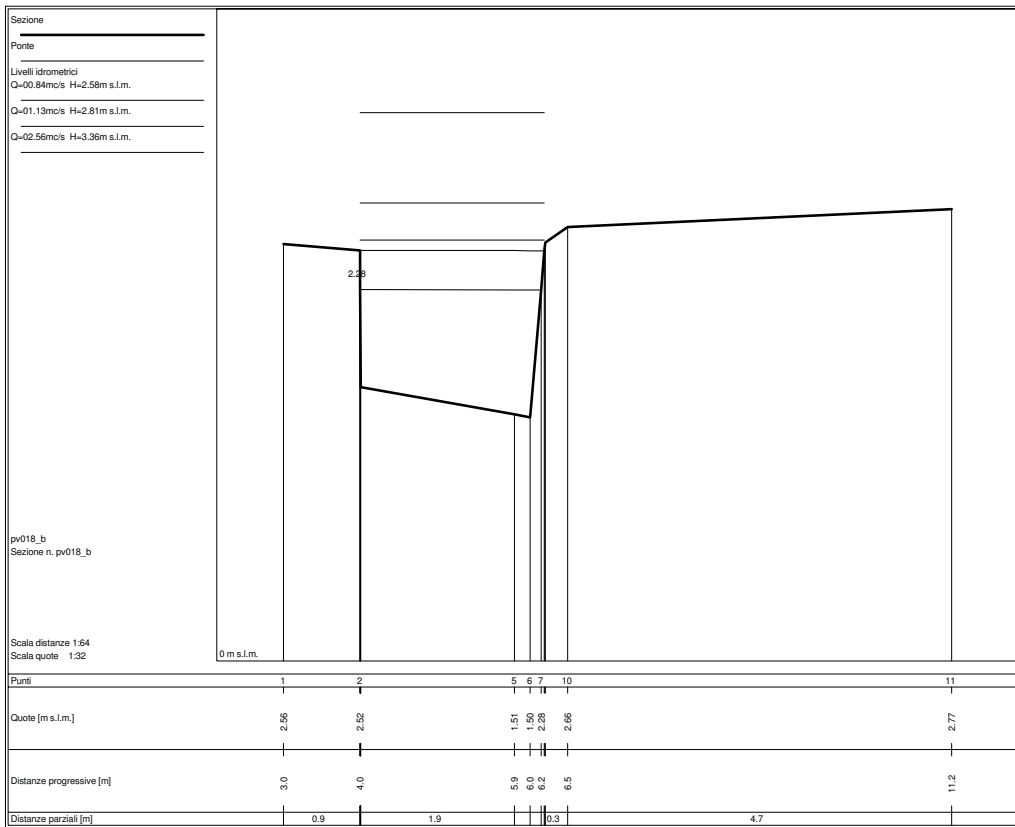 Sezione
Ponte
Livelli idrometrici
Q=00.84mc/s H=2.58m s.l.m.
Q=01.13mc/s H=2.81m s.l.m.
Q=02.56mc/s H=3.36m s.l.m.
2.28
pv018_b
Sezione n. pv018_b
Scala distanze 1:64
Scala quote 1:32
0 m s.l.m.
Punti 1 2 5 6 7 10 11
Quote [m s.l.m.] 2.56 2.52 1.51 1.50 2.28 2.66 2.77
Distanze progressive [m] 3.0 4.0 5.9 6.0 6.2 6.5 11.2
Distanze parziali [m] 0.9 1.9 0.3 4.7